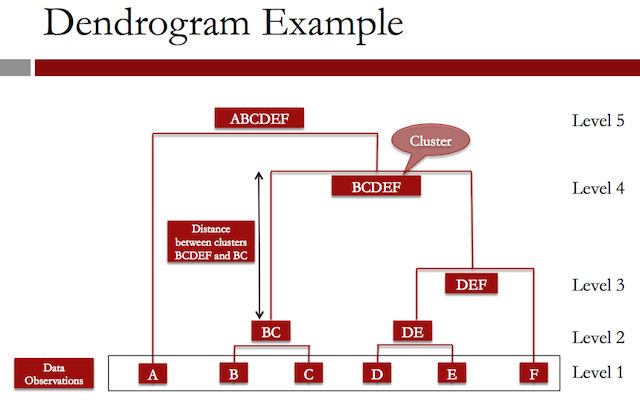 Dendrogram Example
ABCDEF
Level 5
Cluster
BCDEF
Level 4
Distance
between clusters
BCDEF and BC
DEF
Level 3
BC
DE
Level 2
Data
Observations
A
B
C
D
E
F
Level 1